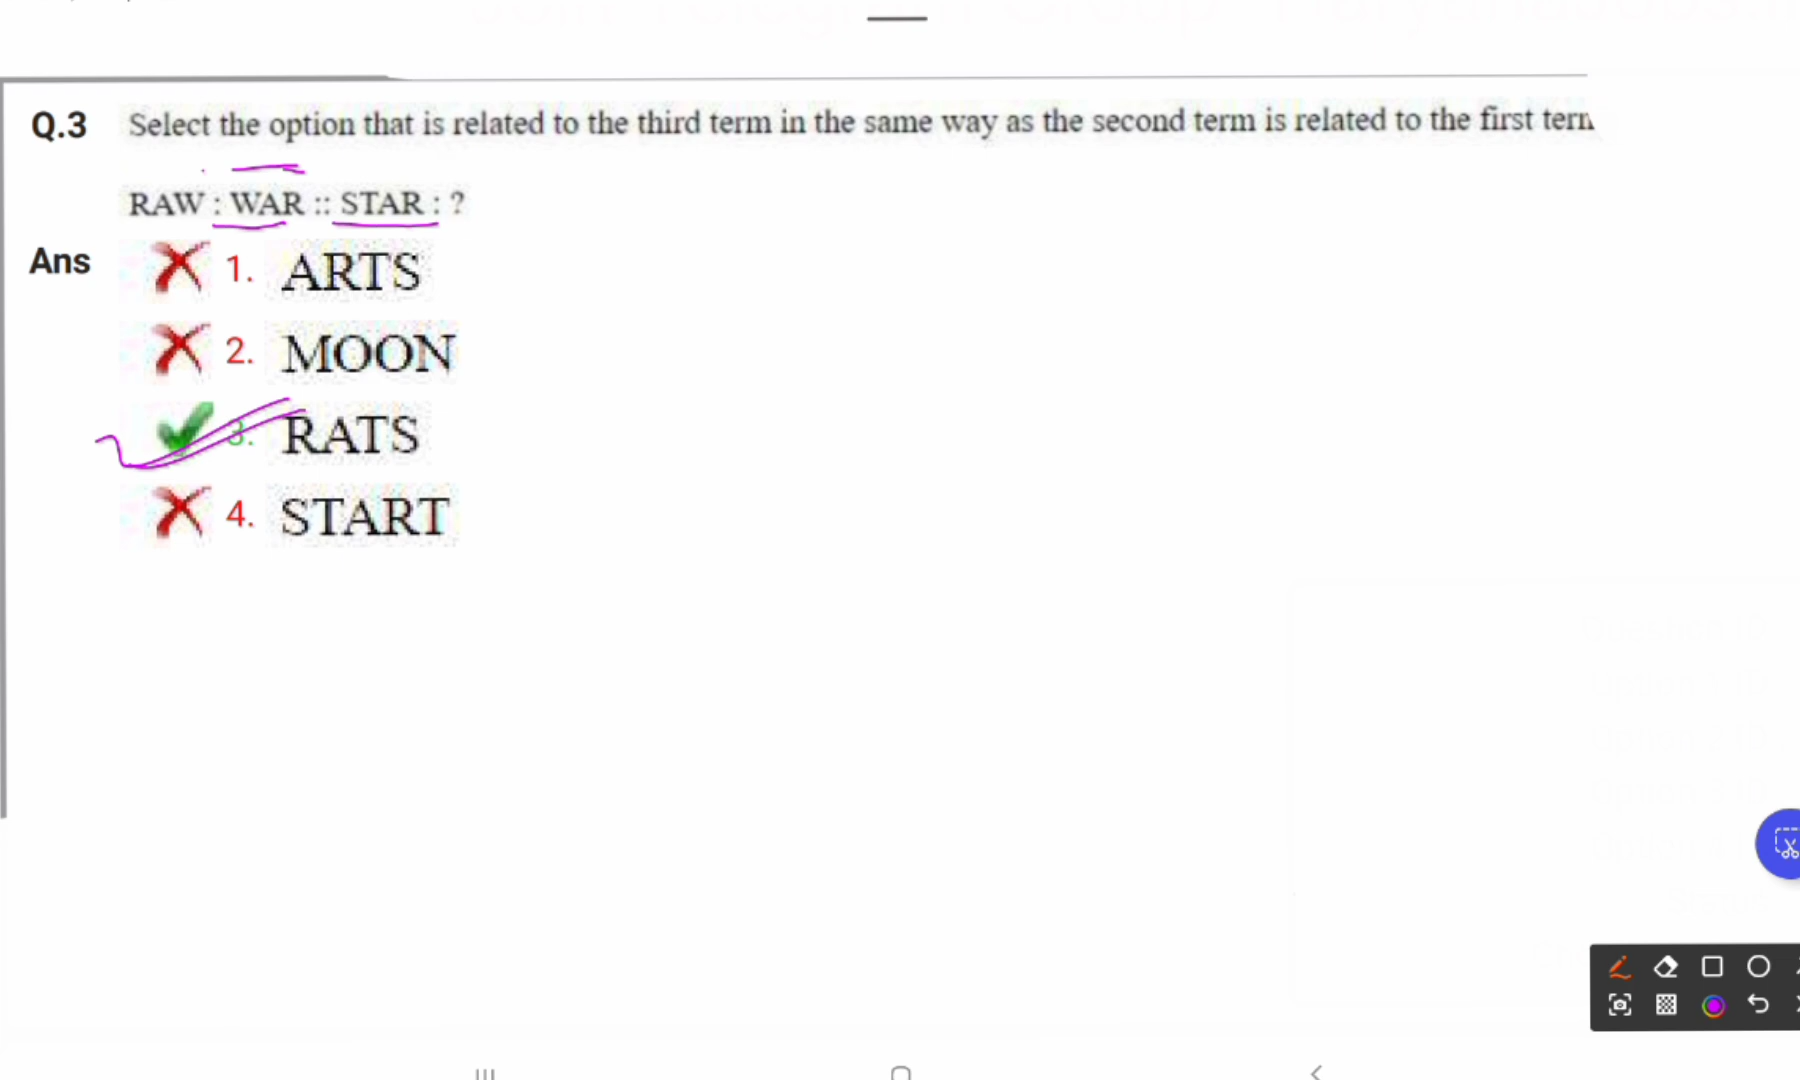 Q.3 Select the option that is related to the third term in the same way as the second term is related to the first tern
RAW : WAR :: STAR : ?
Ans 1. ARTS
2. MOON
3. RATS
4. START